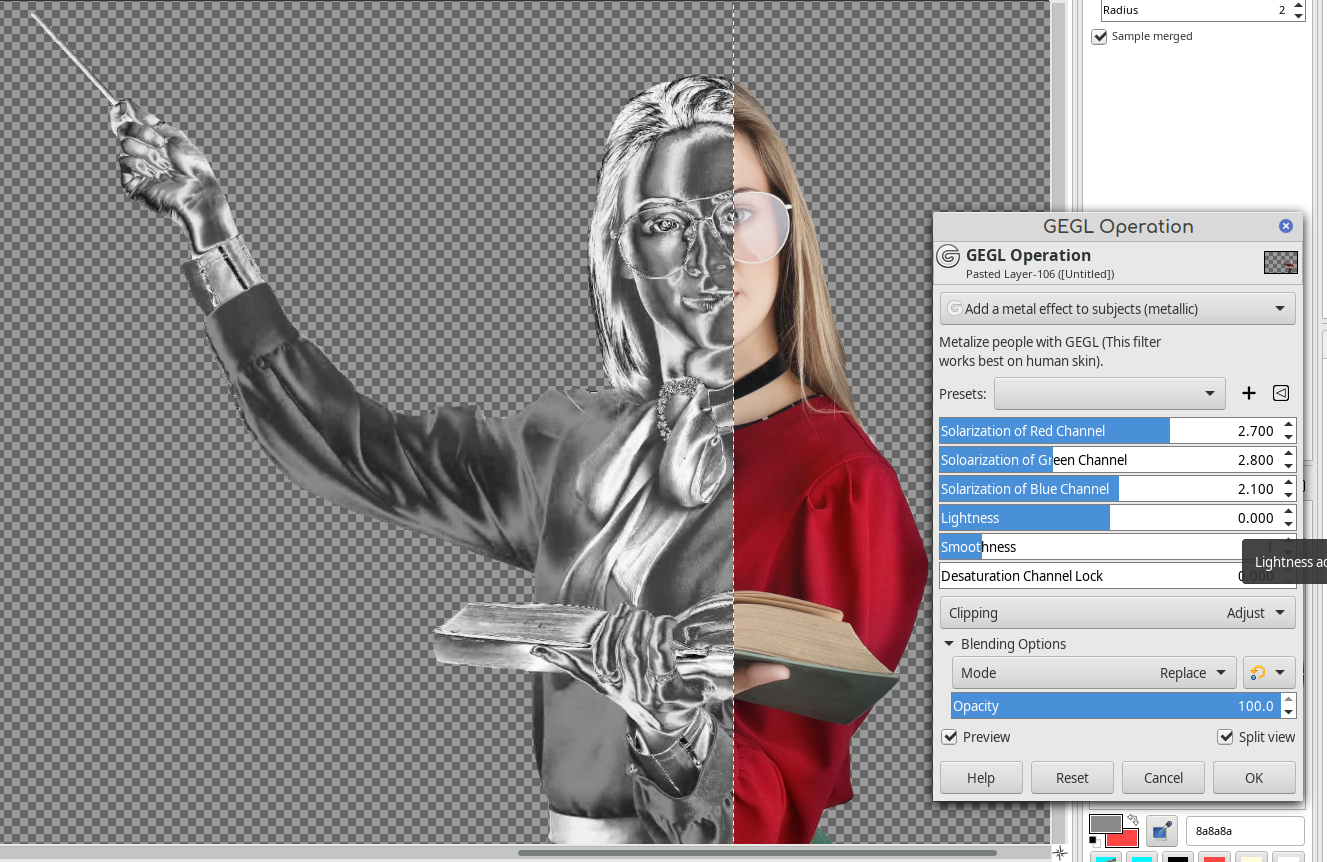 Radius 2
Sample merged
GEGL Operation
GEGL Operation
Pasted Layer-106 ([Untitled])
Add a metal effect to subjects (metallic)
Metalize people with GEGL (This filter
works best on human skin).
Presets:
Solarization of Red Channel 2.700
Soloarization of Green Channel 2.800
Solarization of Blue Channel 2.100
Lightness 0.000
Smoothness
Lightness ad
Desaturation Channel Lock 0.000
Clipping Adjust
Blending Options
Mode Replace
Opacity 100.0
Preview Split view
Help Reset Cancel OK
8a8a8a